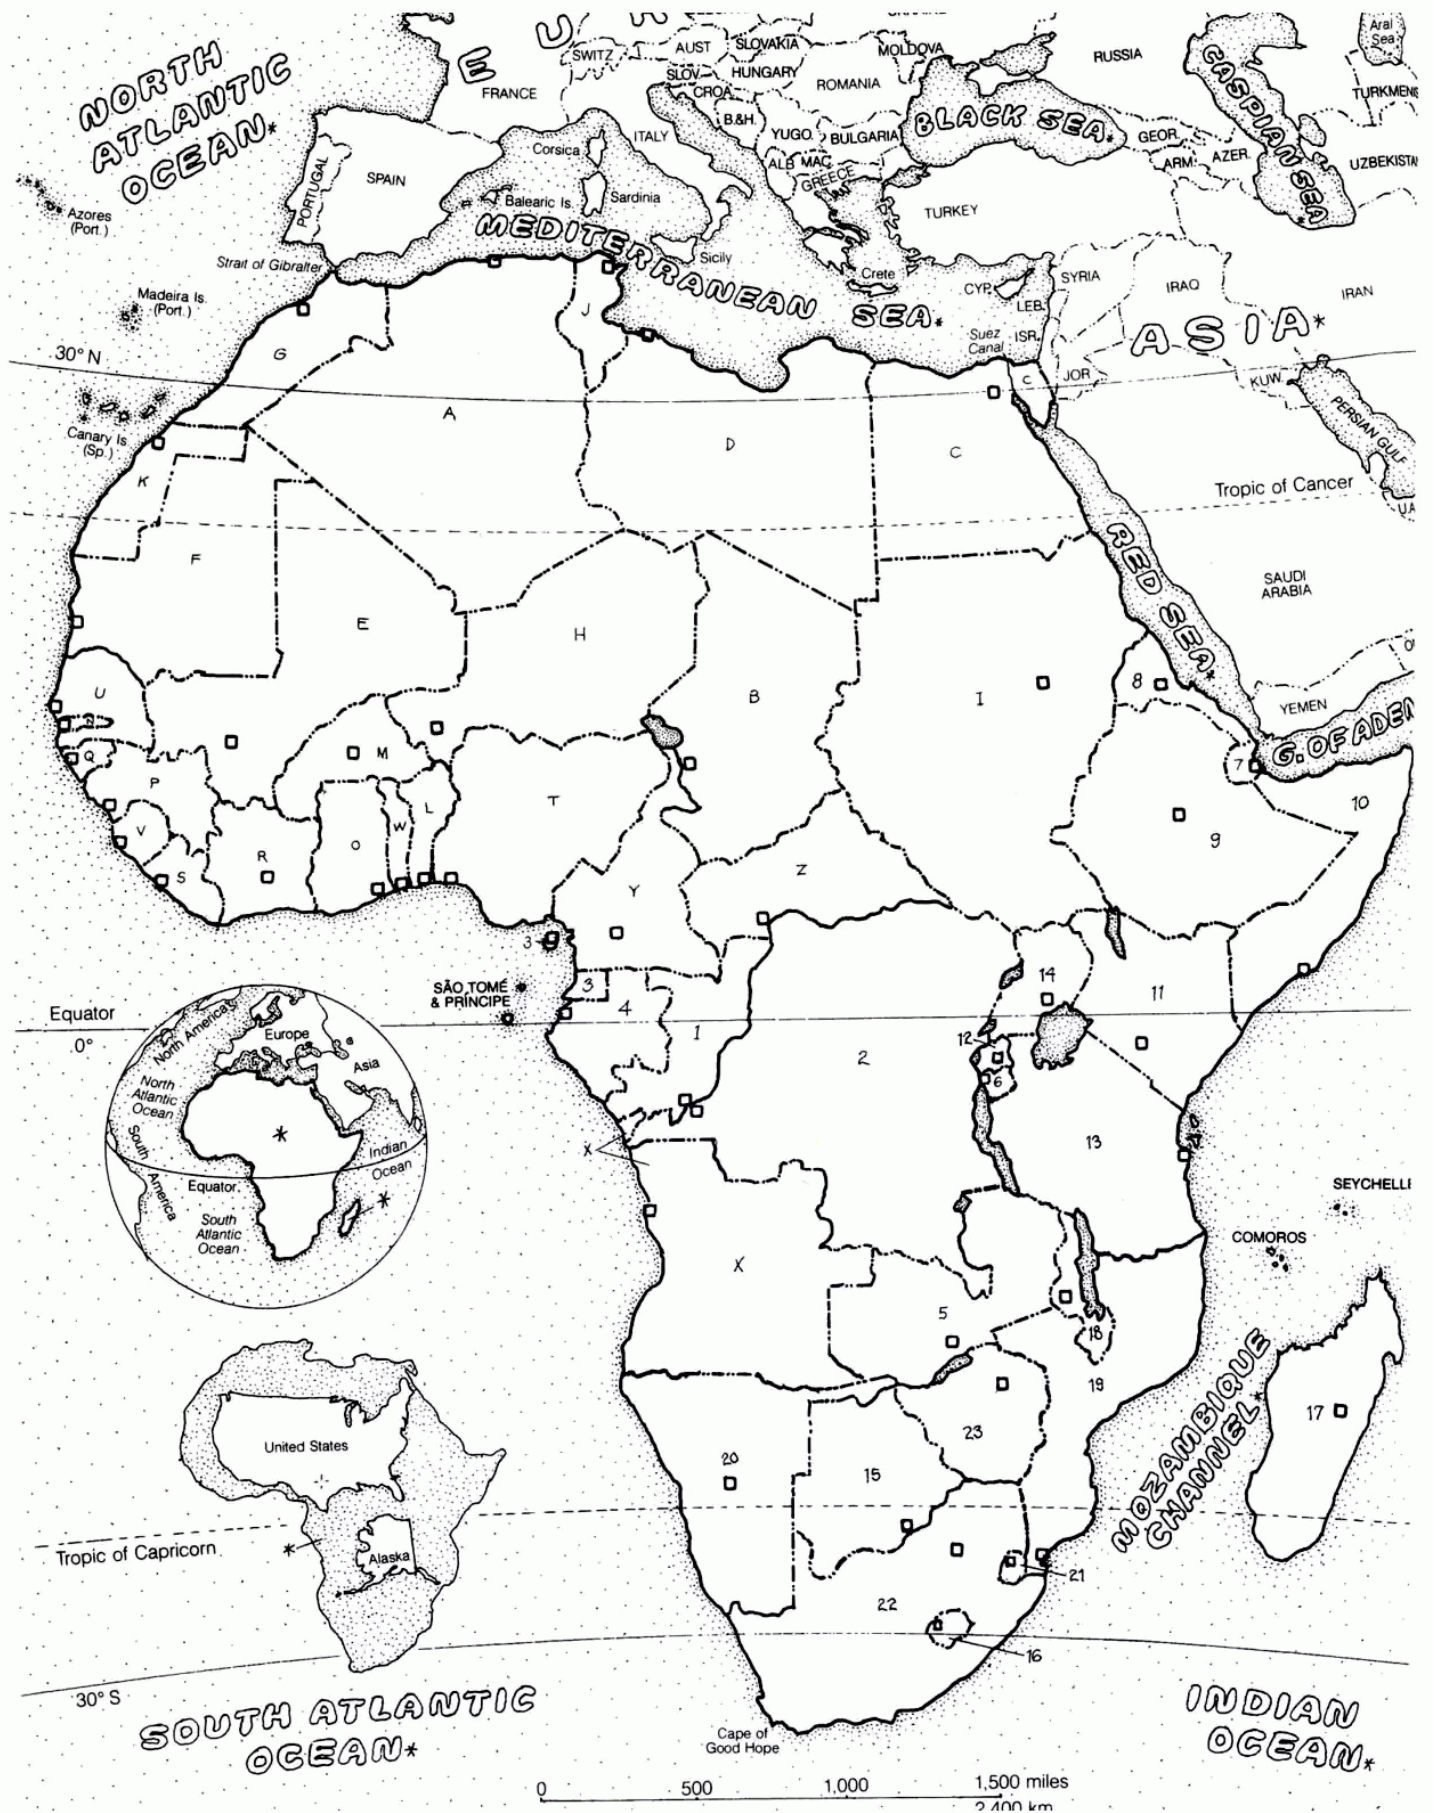 NORTH
ATLANTIC
OCEAN*
E U R
SWITZ
AUST
SLOVAKIA
MOLDOVA
RUSSIA
Aral
Sea
FRANCE
SLOV
HUNGARY
ROMANIA
CROA
B.&H.
YUGO.
BULGARIA
BLACK SEA*
CASPIAN SEA*
TURKMENIS
GEOR.
ARM.
AZER.
UZBEKISTAN
Corsica
ITALY
ALB.
MAC.
GREECE
PORTUGAL
SPAIN
Balearic Is.
Sardinia
TURKEY
Azores
(Port.)
MEDITERRANEAN SEA*
Strait of Gibralter
Sicily
Crete
CYP.
SYRIA
IRAQ
IRAN
LEB.
Madeira Is.
(Port.)
Suez
Canal
ISR.
ASIA*
JOR
KUW.
PERSIAN GULF
30° N
J
G
C
A
D
C
Canary Is.
(Sp.)
K
Tropic of Cancer
U.A
F
RED SEA*
SAUDI
ARABIA
E
H
U
B
I
8
YEMEN
G. OF ADEN
N
Q
M
7
P
T
L
10
V
W
O
R
S
9
Z
Y
3
SÃO TOMÉ
& PRÍNCIPE
3
4
14
11
Equator
0°
1
2
12
6
North America
Europe
Asia
North
Atlantic
Ocean
South
America
Indian
Ocean
Equator
South
Atlantic
Ocean
*
*
X
13
SEYCHELLE
COMOROS
X
5
18
19
MOZAMBIQUE
CHANNEL*
17
United States
20
23
15
Tropic of Capricorn
*
Alaska
21
22
16
30° S
SOUTH ATLANTIC
OCEAN*
INDIAN
OCEAN*
Cape of
Good Hope
0 500 1,000 1,500 miles
2,400 km